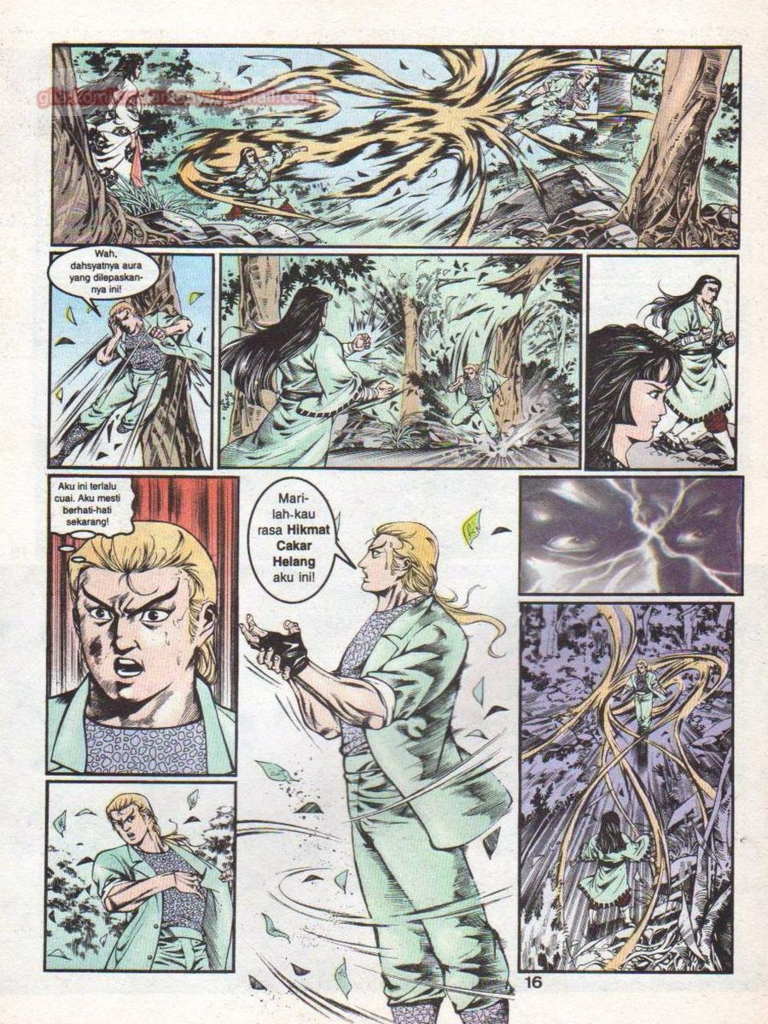 Wah,
dahsyatnya aura
yang dilepaskan-
nya ini!
Aku ini terlalu
cuai. Aku mesti
berhati-hati
sekarang!
Mari-
lah-kau
rasa Hikmat
Cakar
Helang
aku ini!
16